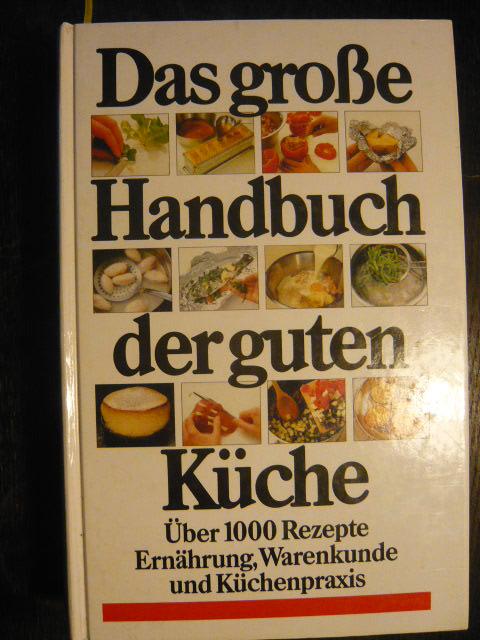 Das große
Handbuch
der guten
Küche
Über 1000 Rezepte
Ernährung, Warenkunde
und Küchenpraxis